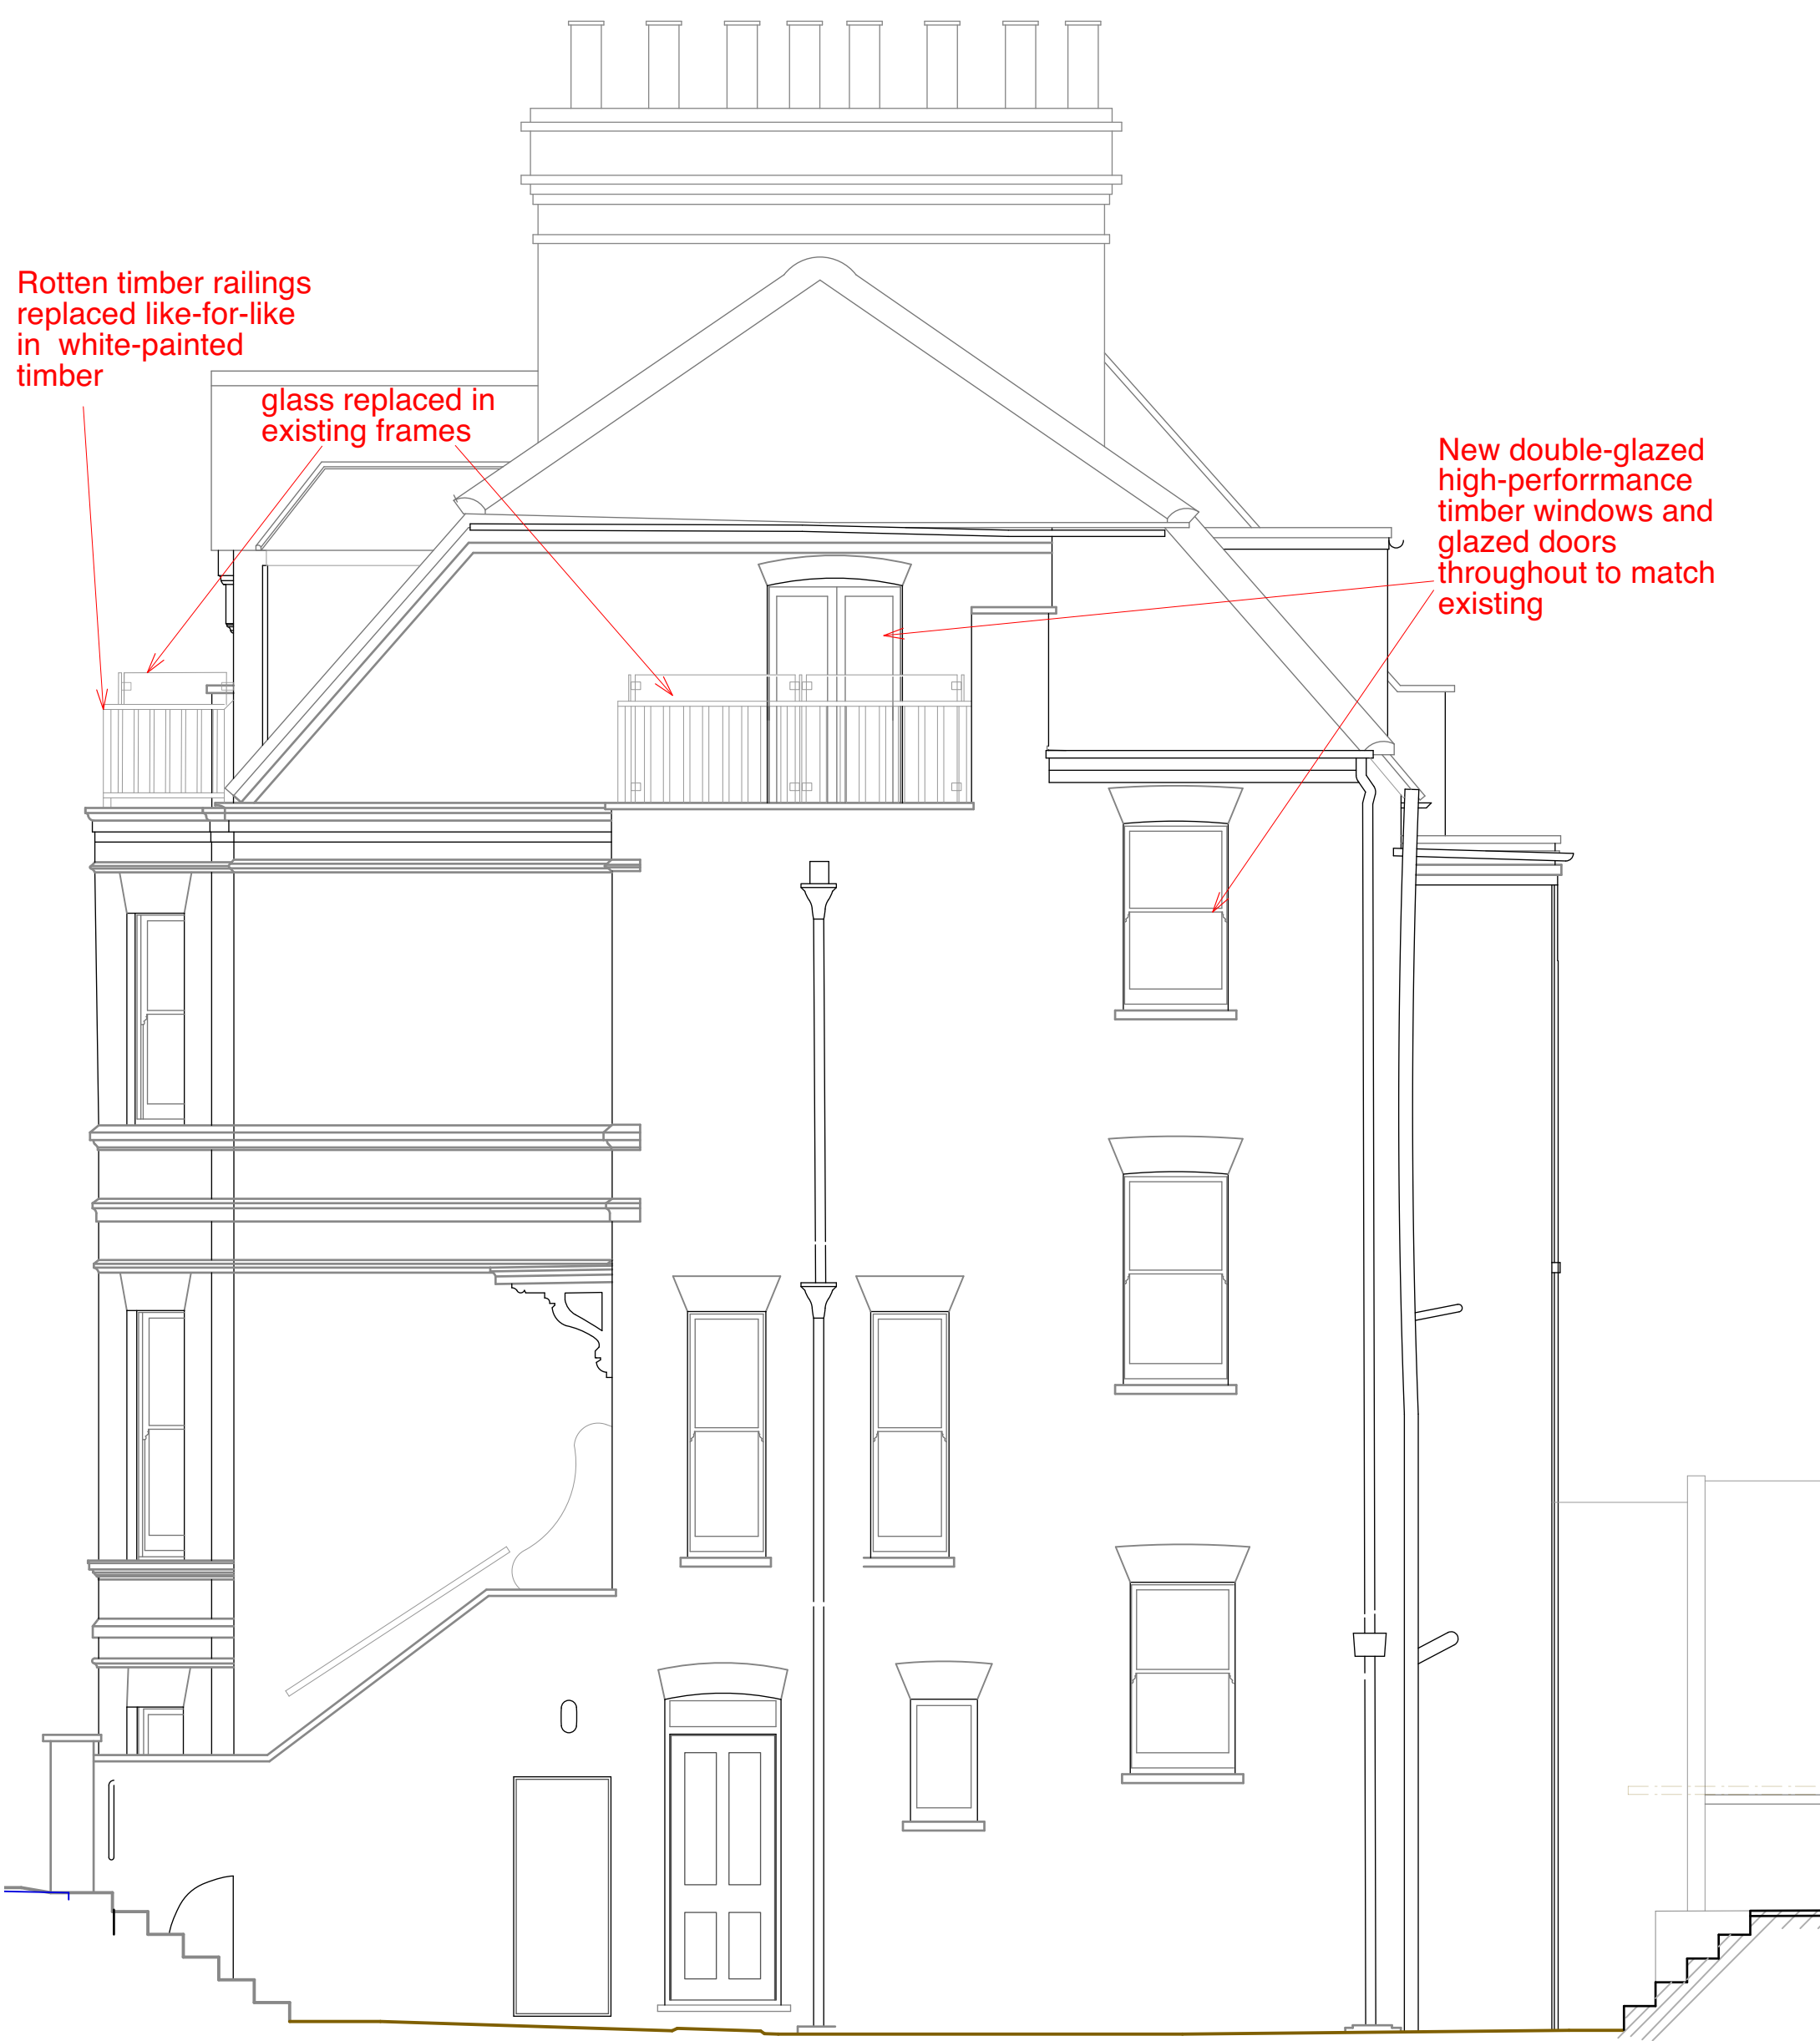 Rotten timber railings
replaced like-for-like
in  white-painted
timber
glass replaced in
existing frames
New double-glazed
high-perforrmance
timber windows and
glazed doors
throughout to match
existing